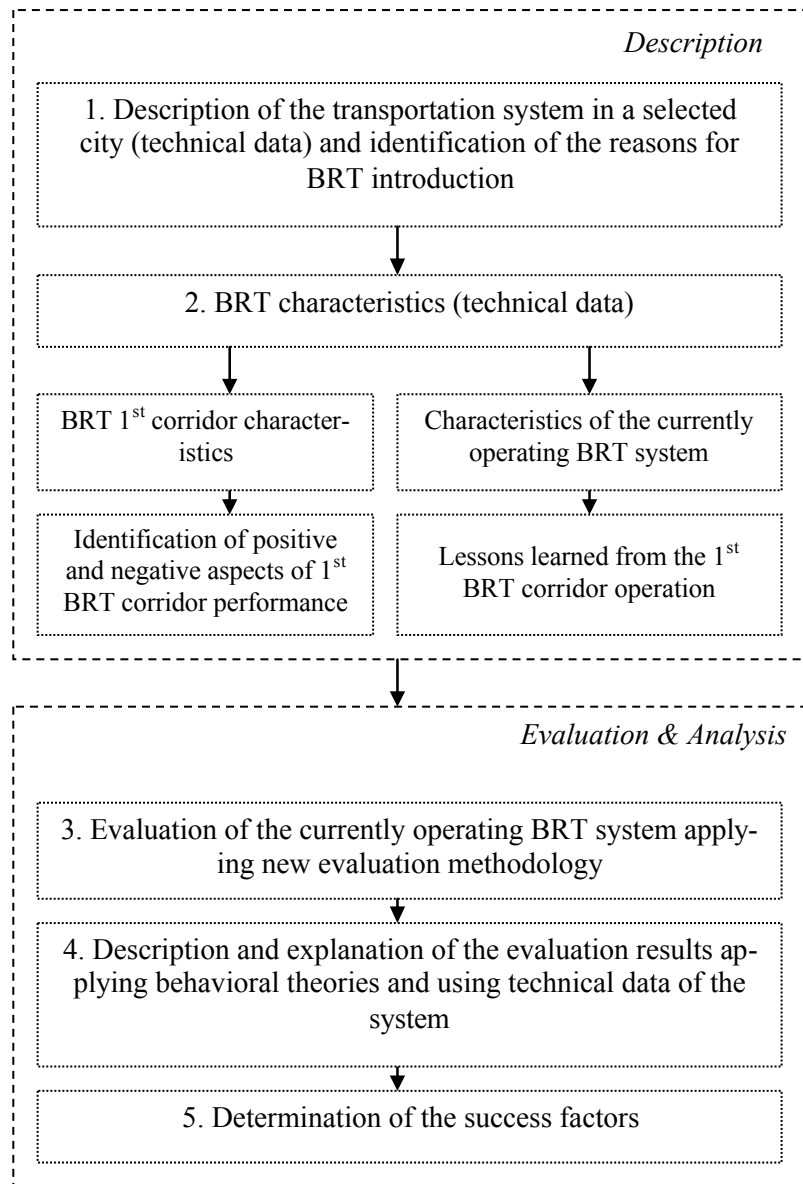 Description
1. Description of the transportation system in a selected
city (technical data) and identification of the reasons for
BRT introduction
2. BRT characteristics (technical data)
BRT 1st corridor character-
istics
Characteristics of the currently
operating BRT system
Identification of positive
and negative aspects of 1st
BRT corridor performance
Lessons learned from the 1st
BRT corridor operation
Evaluation & Analysis
3. Evaluation of the currently operating BRT system apply-
ing new evaluation methodology
4. Description and explanation of the evaluation results ap-
plying behavioral theories and using technical data of the
system
5. Determination of the success factors